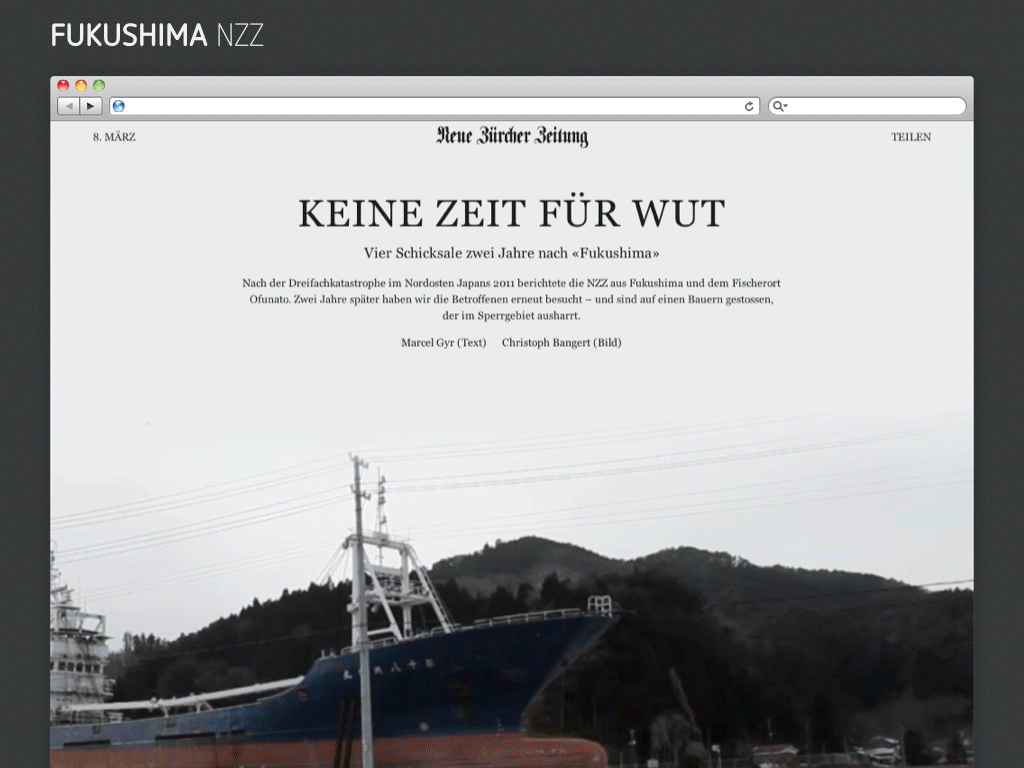 FUKUSHIMA NZZ
8. MÄRZ
Neue Zürcher Zeitung
TEILEN
KEINE ZEIT FÜR WUT
Vier Schicksale zwei Jahre nach «Fukushima»
Nach der Dreifachkatastrophe im Nordosten Japans 2011 berichtete die NZZ aus Fukushima und dem Fischerort
Ofunato. Zwei Jahre später haben wir die Betroffenen erneut besucht – und sind auf einen Bauern gestossen,
der im Sperrgebiet ausharrt.
Marcel Gyr (Text) Christoph Bangert (Bild)